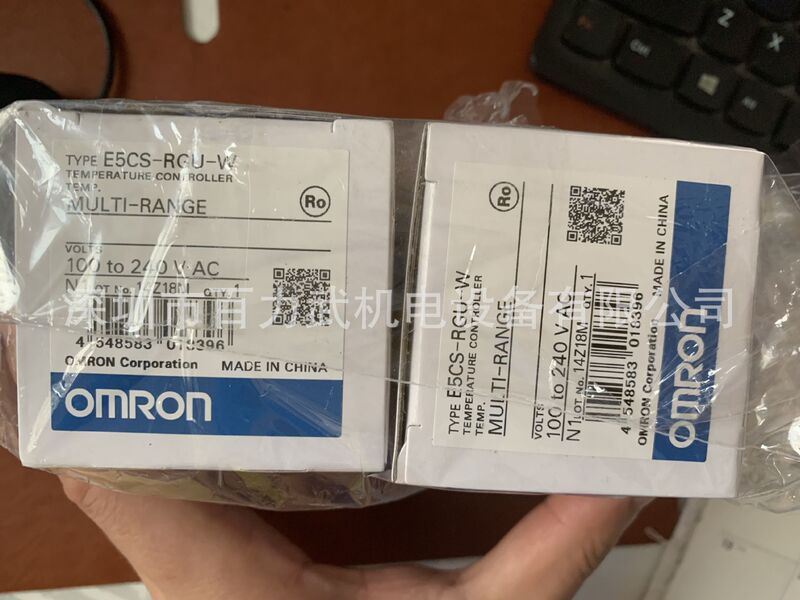 TYPE E5CS-RGU-W
TEMPERATURE CONTROLLER
TEMP.
MULTI-RANGE
Ro
VOLTS
100 to 240 V AC
N1 LOT No. 14Z18M QTY. 1
4 548583 018396
OMRON Corporation MADE IN CHINA
OMRON
TYPE E5CS-RGU-W
TEMPERATURE CONTROLLER
TEMP.
MULTI-RANGE
Ro
VOLTS
100 to 240 V AC
N1 LOT No. 14Z18M QTY. 1
4 548583 018396
OMRON Corporation MADE IN CHINA
OMRON
深圳市百力武机电设备有限公司
Ctrl
Z
X
Alt